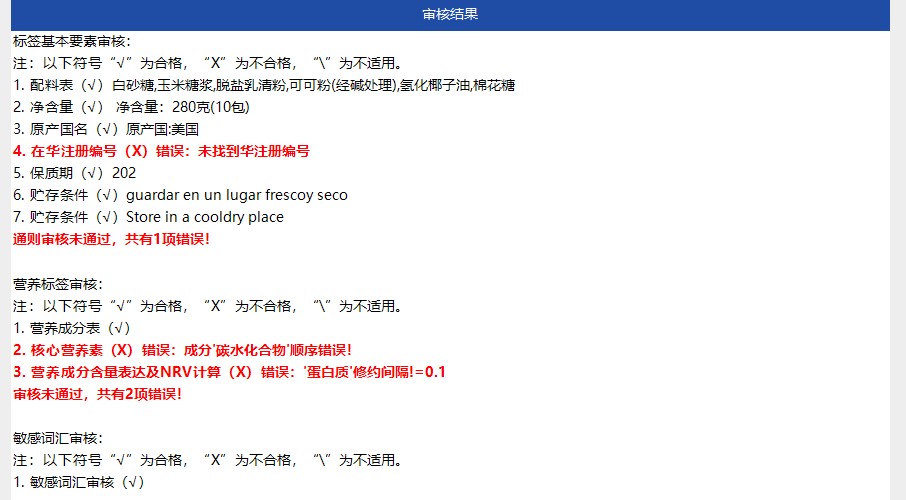 审核结果
标签基本要素审核：
注：以下符号“√”为合格，“X”为不合格，“\”为不适用。
1. 配料表（√）白砂糖,玉米糖浆,脱盐乳清粉,可可粉(经碱处理),氢化椰子油,棉花糖
2. 净含量（√） 净含量：280克(10包)
3. 原产国名（√）原产国:美国
4. 在华注册编号（X）错误：未找到华注册编号
5. 保质期（√）202
6. 贮存条件（√）guardar en un lugar frescoy seco
7. 贮存条件（√）Store in a cooldry place
通则审核未通过，共有1项错误！
营养标签审核：
注：以下符号“√”为合格，“X”为不合格，“\”为不适用。
1. 营养成分表（√）
2. 核心营养素（X）错误：成分'碳水化合物'顺序错误！
3. 营养成分含量表达及NRV计算（X）错误：'蛋白质'修约间隔!=0.1
审核未通过，共有2项错误！
敏感词汇审核：
注：以下符号“√”为合格，“X”为不合格，“\”为不适用。
1. 敏感词汇审核（√）